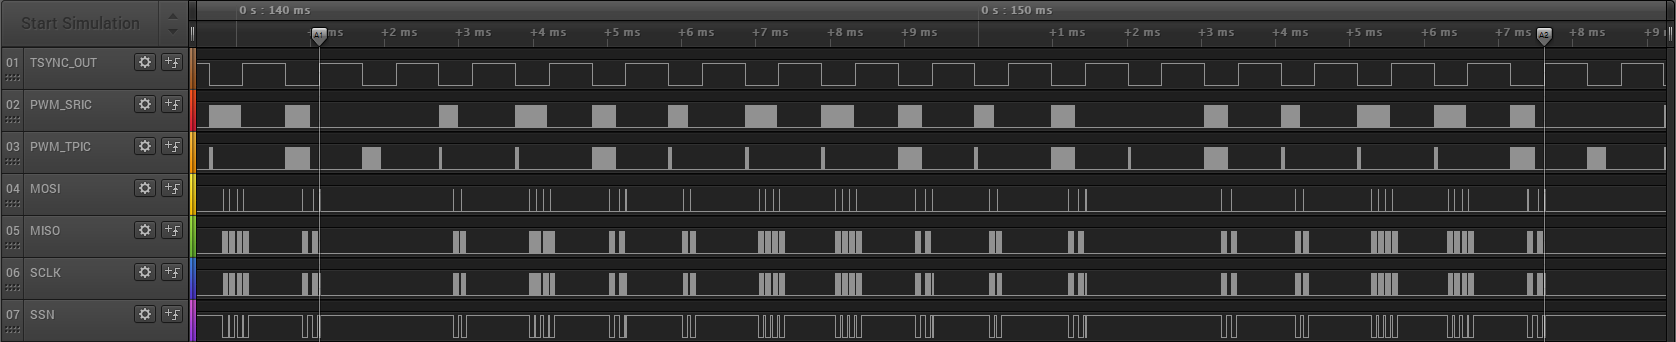 Start Simulation
0 s : 140 ms
0 s : 150 ms
ms +2 ms +3 ms +4 ms +5 ms +6 ms +7 ms +8 ms +9 ms +1 ms +2 ms +3 ms +4 ms +5 ms +6 ms +7 ms +8 ms +9
A1 A2
01 TSYNC_OUT
02 PWM_SRIC
03 PWM_TPIC
04 MOSI
05 MISO
06 SCLK
07 SSN